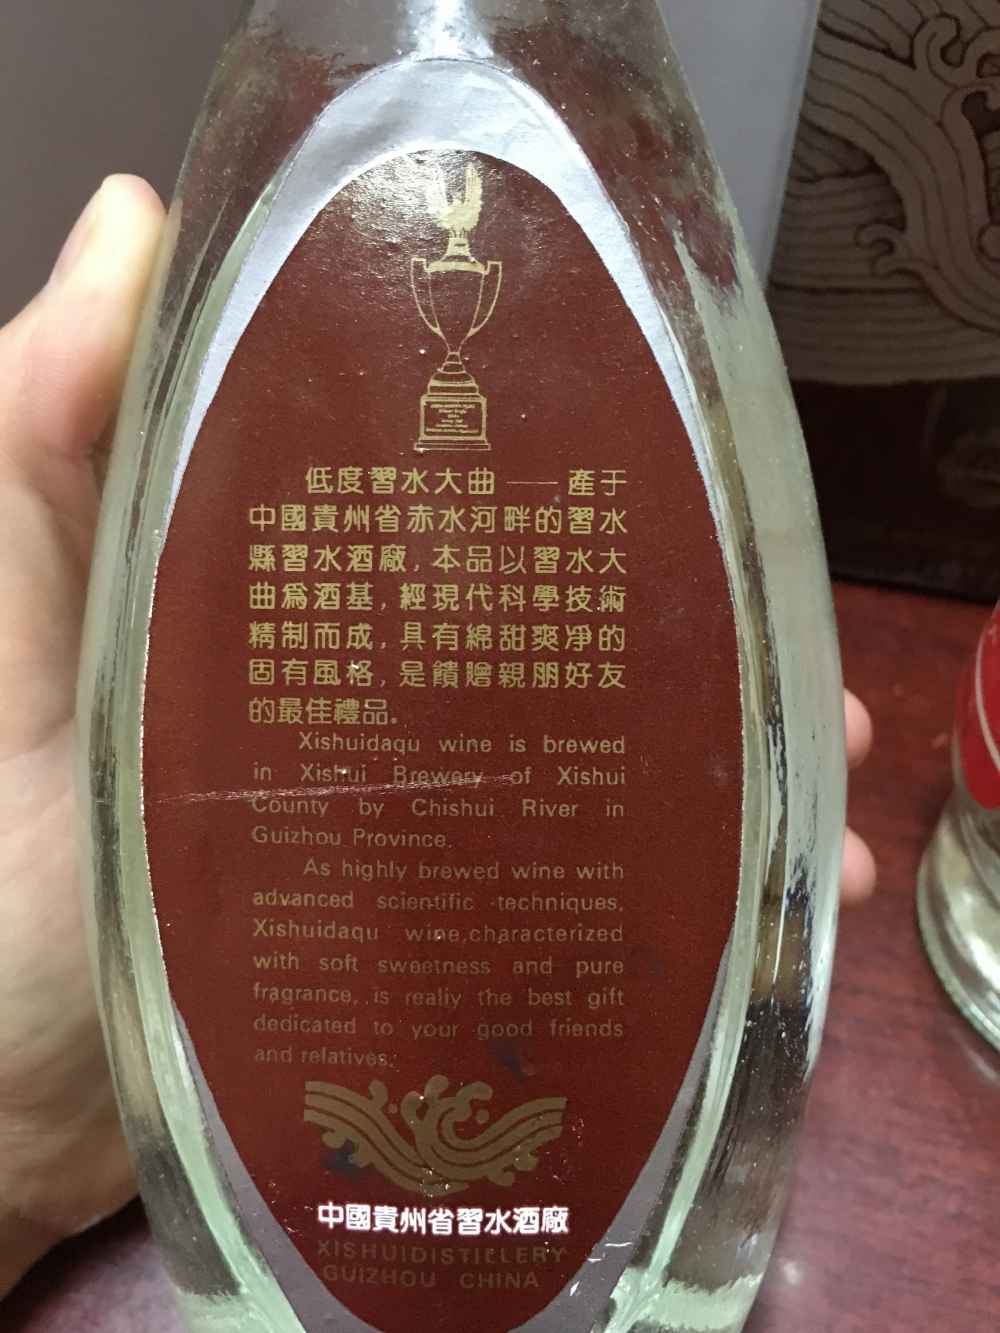 低度習水大曲——產于
中國貴州省赤水河畔的習水
縣習水酒廠，本品以習水大
曲爲酒基，經現代科學技術
精制而成，具有綿甜爽净的
固有風格，是饋贈親朋好友
的最佳禮品。
Xishuidaqu wine is brewed
in Xishui Brewery of Xishui
County by Chishui River in
Guizhou Province.
As highly brewed wine with
advanced scientific techniques,
Xishuidaqu wine,characterized
with soft sweetness and pure
fragrance, is really the best gift
dedicated to your good friends
and relatives.
中國貴州省習水酒廠
XISHUIDISTILLERY
GUIZHOU CHINA